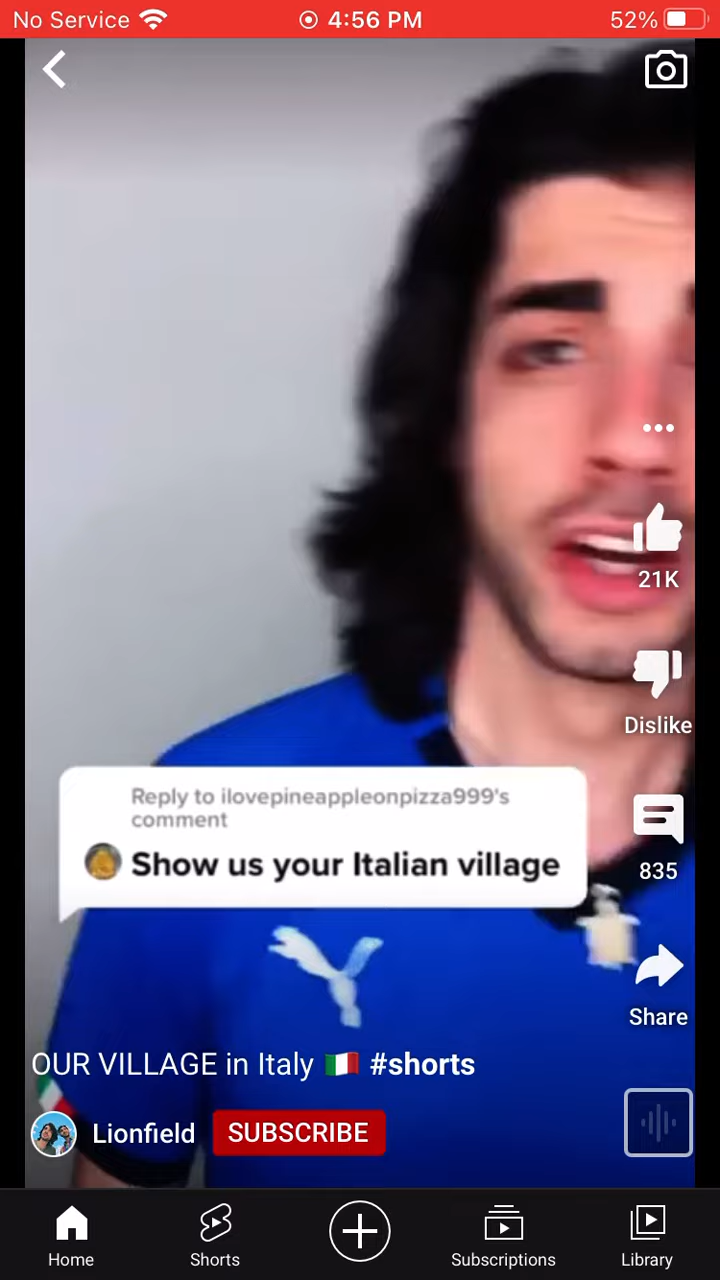 No Service 4:56 PM 52%
21K
Dislike
Reply to ilovepineappleonpizza999's
comment
Show us your Italian village
835
Share
OUR VILLAGE in Italy 🇮🇹 #shorts
Lionfield SUBSCRIBE
Home Shorts Subscriptions Library